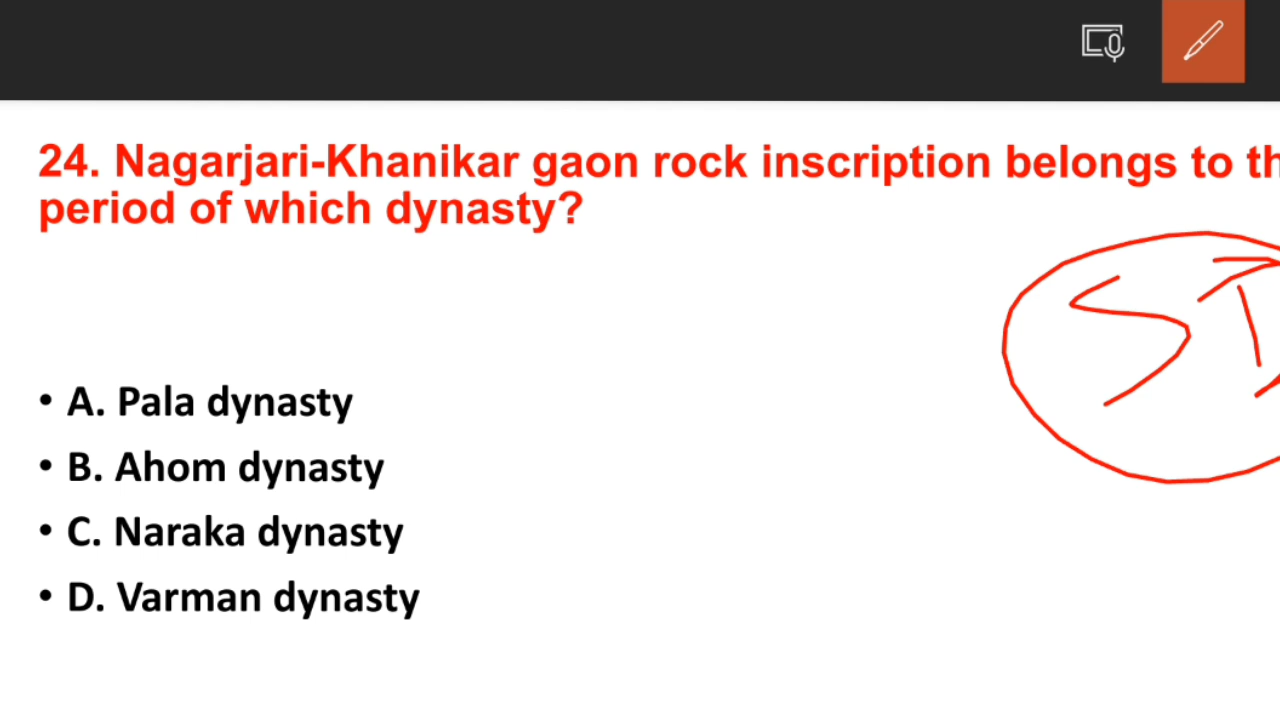 24. Nagarjari-Khanikar gaon rock inscription belongs to th
period of which dynasty?
• A. Pala dynasty
• B. Ahom dynasty
• C. Naraka dynasty
• D. Varman dynasty